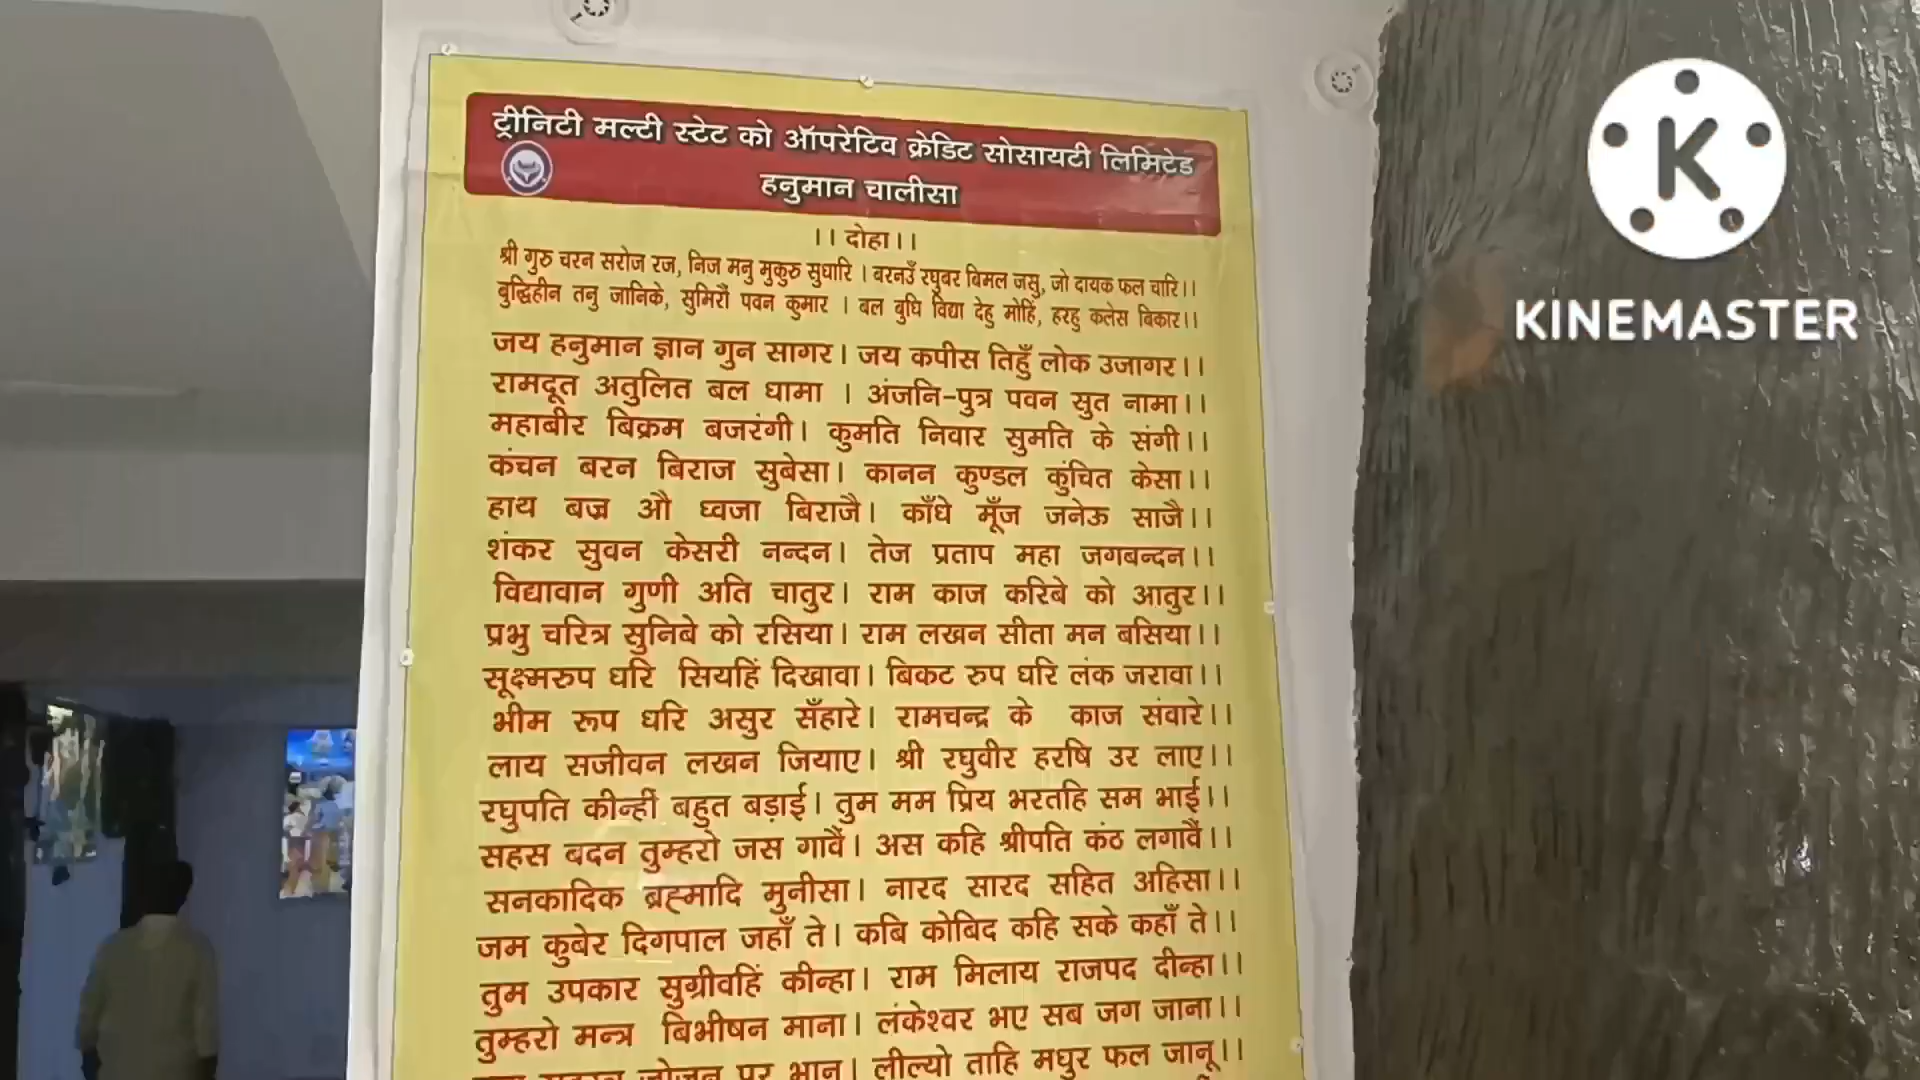 ट्रीनिटी मल्टी स्टेट को ऑपरेटिव क्रेडिट सोसायटी लिमिटेड
हनुमान चालीसा
।। दोहा।।
श्री गुरु चरन सरोज रज, निज मनु मुकुरु सुधारि । बरनउँ रघुबर बिमल जसु, जो दायक फल चारि।।
बुद्धिहीन तनु जानिके, सुमिरौं पवन कुमार । बल बुधि विद्या देहु मोहिं, हरहु कलेस बिकार।।
जय हनुमान ज्ञान गुन सागर। जय कपीस तिहुँ लोक उजागर।।
रामदूत अतुलित बल धामा । अंजनि-पुत्र पवन सुत नामा।।
महाबीर बिक्रम बजरंगी। कुमति निवार सुमति के संगी।।
कंचन बरन बिराज सुबेसा। कानन कुण्डल कुंचित केसा।।
हाथ बज्र औ ध्वजा बिराजै। काँधे मूँज जनेऊ साजै।।
शंकर सुवन केसरी नन्दन। तेज प्रताप महा जगबन्दन।।
विद्यावान गुणी अति चातुर। राम काज करिबे को आतुर।।
प्रभु चरित्र सुनिबे को रसिया। राम लखन सीता मन बसिया।।
सूक्ष्मरुप धरि सियहिं दिखावा। बिकट रुप धरि लंक जरावा।।
भीम रूप धरि असुर सँहारे। रामचन्द्र के काज संवारे।।
लाय सजीवन लखन जियाए। श्री रघुवीर हरषि उर लाए।।
रघुपति कीन्हीं बहुत बड़ाई। तुम मम प्रिय भरतहि सम भाई।।
सहस बदन तुम्हरो जस गावैं। अस कहि श्रीपति कंठ लगावैं।।
सनकादिक ब्रह्मादि मुनीसा। नारद सारद सहित अहिसा।।
जम कुबेर दिगपाल जहाँ ते। कबि कोबिद कहि सके कहाँ ते।।
तुम उपकार सुग्रीवहिं कीन्हा। राम मिलाय राजपद दीन्हा।।
तुम्हरो मन्त्र बिभीषन माना। लंकेश्वर भए सब जग जाना।।
जोजन पर भानू। लील्यो ताहि मधुर फल जानू।।
K
KINEMASTER